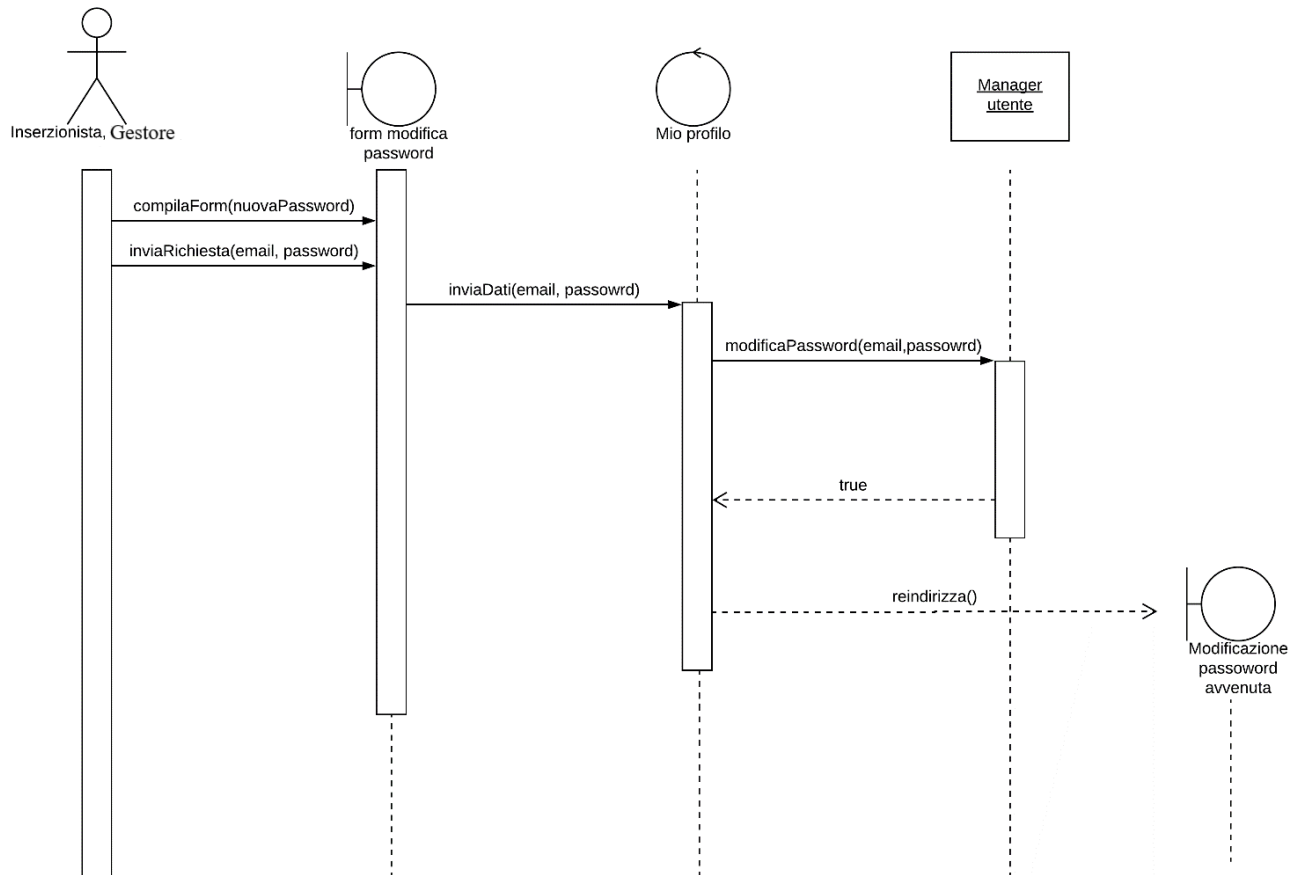 Manager
utente
Inserzionista, Gestore
form modifica
password
Mio profilo
compilaForm(nuovaPassword)
inviaRichiesta(email, password)
inviaDati(email, passowrd)
modificaPassword(email,passowrd)
true
reindirizza()
Modificazione
passoword
avvenuta